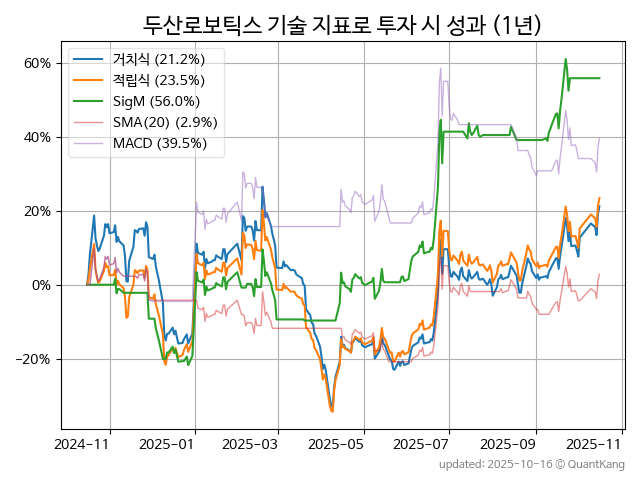 두산로보틱스 기술 지표로 투자 시 성과 (1년)
60%
40%
20%
0%
−20%
거치식 (21.2%)
적립식 (23.5%)
SigM (56.0%)
SMA(20) (2.9%)
MACD (39.5%)
2024-11
2025-01
2025-03
2025-05
2025-07
2025-09
2025-11
updated: 2025-10-16 © QuantKang